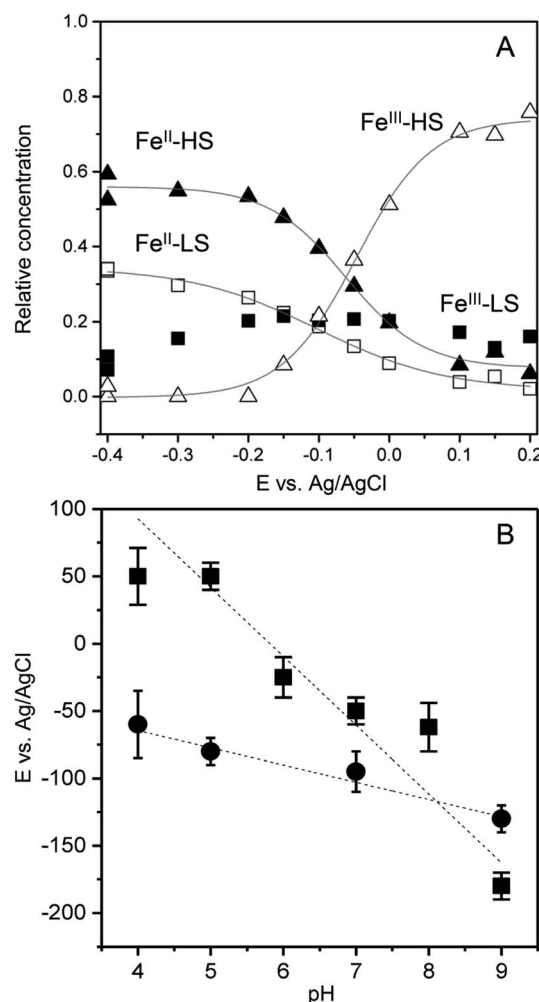 A
1.0
0.8
0.6
0.4
0.2
0.0
Relative concentration
Fe^II-HS
Fe^III-HS
Fe^II-LS
Fe^III-LS
-0.4 -0.3 -0.2 -0.1 0.0 0.1 0.2
E vs. Ag/AgCl
B
100
50
0
-50
-100
-150
-200
E vs. Ag/AgCl
4 5 6 7 8 9
pH